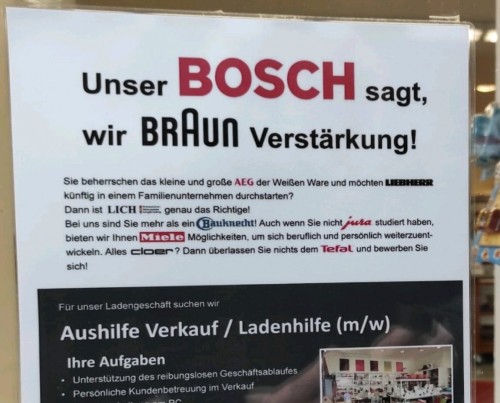 Unser BOSCH sagt,
wir BRAUN Verstärkung!
Sie beherrschen das kleine und große AEG der Weißen Ware und möchten LIEBHERR
künftig in einem Familienunternehmen durchstarten?
Dann ist LICH genau das Richtige!
Bei uns sind Sie mehr als ein Bauknecht! Auch wenn Sie nicht jura studiert haben,
bieten wir Ihnen Miele Möglichkeiten, um sich beruflich und persönlich weiterzuent-
wickeln. Alles cloer? Dann überlassen Sie nichts dem Tefal und bewerben Sie
sich!
Für unser Ladengeschäft suchen wir
Aushilfe Verkauf / Ladenhilfe (m/w)
Ihre Aufgaben
• Unterstützung des reibungslosen Geschäftsablaufes
• Persönliche Kundenbetreuung im Verkauf